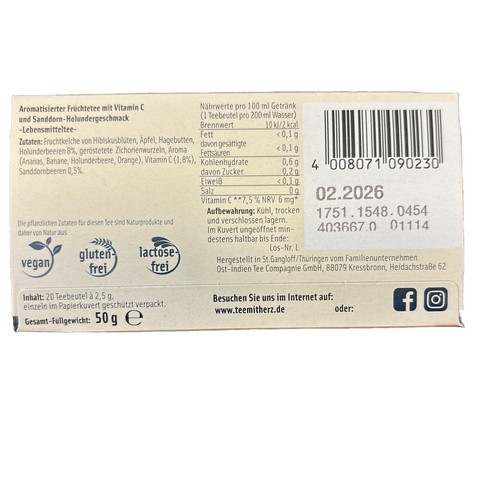 Aromatisierter Früchtetee mit Vitamin C
und Sanddorn-Holundergeschmack
-Lebensmitteltee-
Zutaten: Fruchtkelche von Hibiskusblüten, Äpfel, Hagebutten,
Holunderbeeren 8%, geröstetete Zichorienwurzeln, Aroma
(Ananas, Banane, Holunderbeere, Orange), Vitamin C (1,8%),
Sanddornbeeren 0,5%.
Die pflanzlichen Zutaten für diesen Tee sind Naturprodukte und
daher von Natur aus
vegan
gluten-
frei
lactose-
frei
Inhalt: 20 Teebeutel à 2,5 g,
einzeln im Papierkuvert geschützt verpackt.
Gesamt-Füllgewicht: 50 g ℮
Nährwerte pro 100 ml Getränk
(1 Teebeutel pro 200 ml Wasser)
Brennwert 10 kJ/2 kcal
Fett < 0,1 g
davon gesättigte
Fettsäuren < 0,1 g
Kohlenhydrate 0,6 g
davon Zucker 0,2 g
Eiweiß < 0,1 g
Salz 0 g
Vitamin C **7,5 % NRV 6 mg*
Aufbewahrung: Kühl, trocken
und verschlossen lagern.
Im Kuvert ungeöffnet min-
destens haltbar bis Ende:
Los-Nr. L
4 008071 090230
02.2026
1751.1548.0454
403667.0 01114
Hergestellt in St.Gangloff/Thüringen vom Familienunternehmen
Ost-Indien Tee Compagnie GmbH, 88079 Kressbronn, Heidachstraße 62
Besuchen Sie uns im Internet auf:
www.teemitherz.de oder: